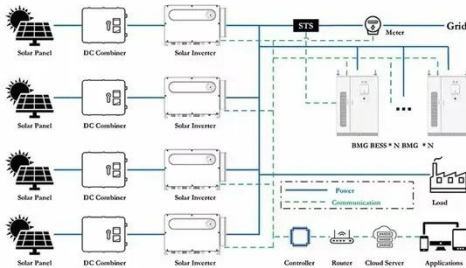 STS
Meter
Grid
Solar Panel
DC Combiner
Solar Inverter
Solar Panel
DC Combiner
Solar Inverter
BMG BESS * N BMG * N
Solar Panel
DC Combiner
Solar Inverter
Power
Communication
Load
Solar Panel
DC Combiner
Solar Inverter
Controller
Router
Cloud Server
Applications